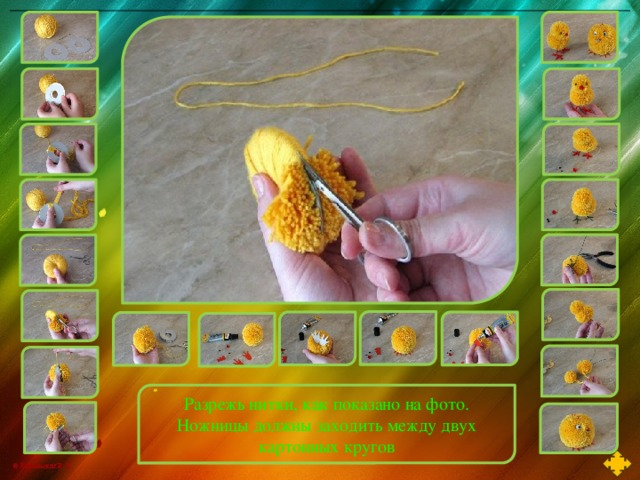 Разрежь нитки, как показано на фото.
Ножницы должны заходить между двух
картонных кругов